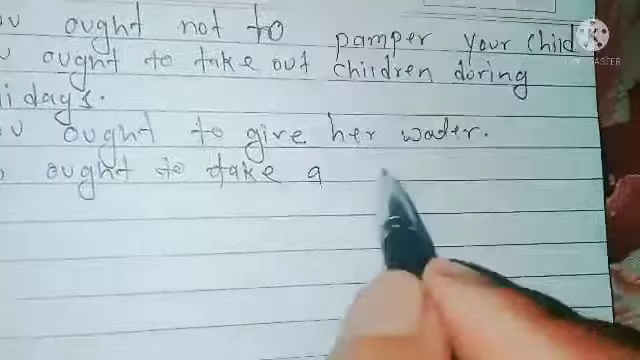 ought not to pamper your child
ought to take out children during
idays.
ought to give her water.
ought to take a